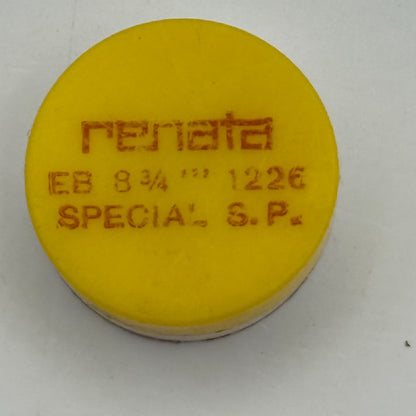 renata
EB 8 3/4 ''' 1226
SPECIAL S.P.